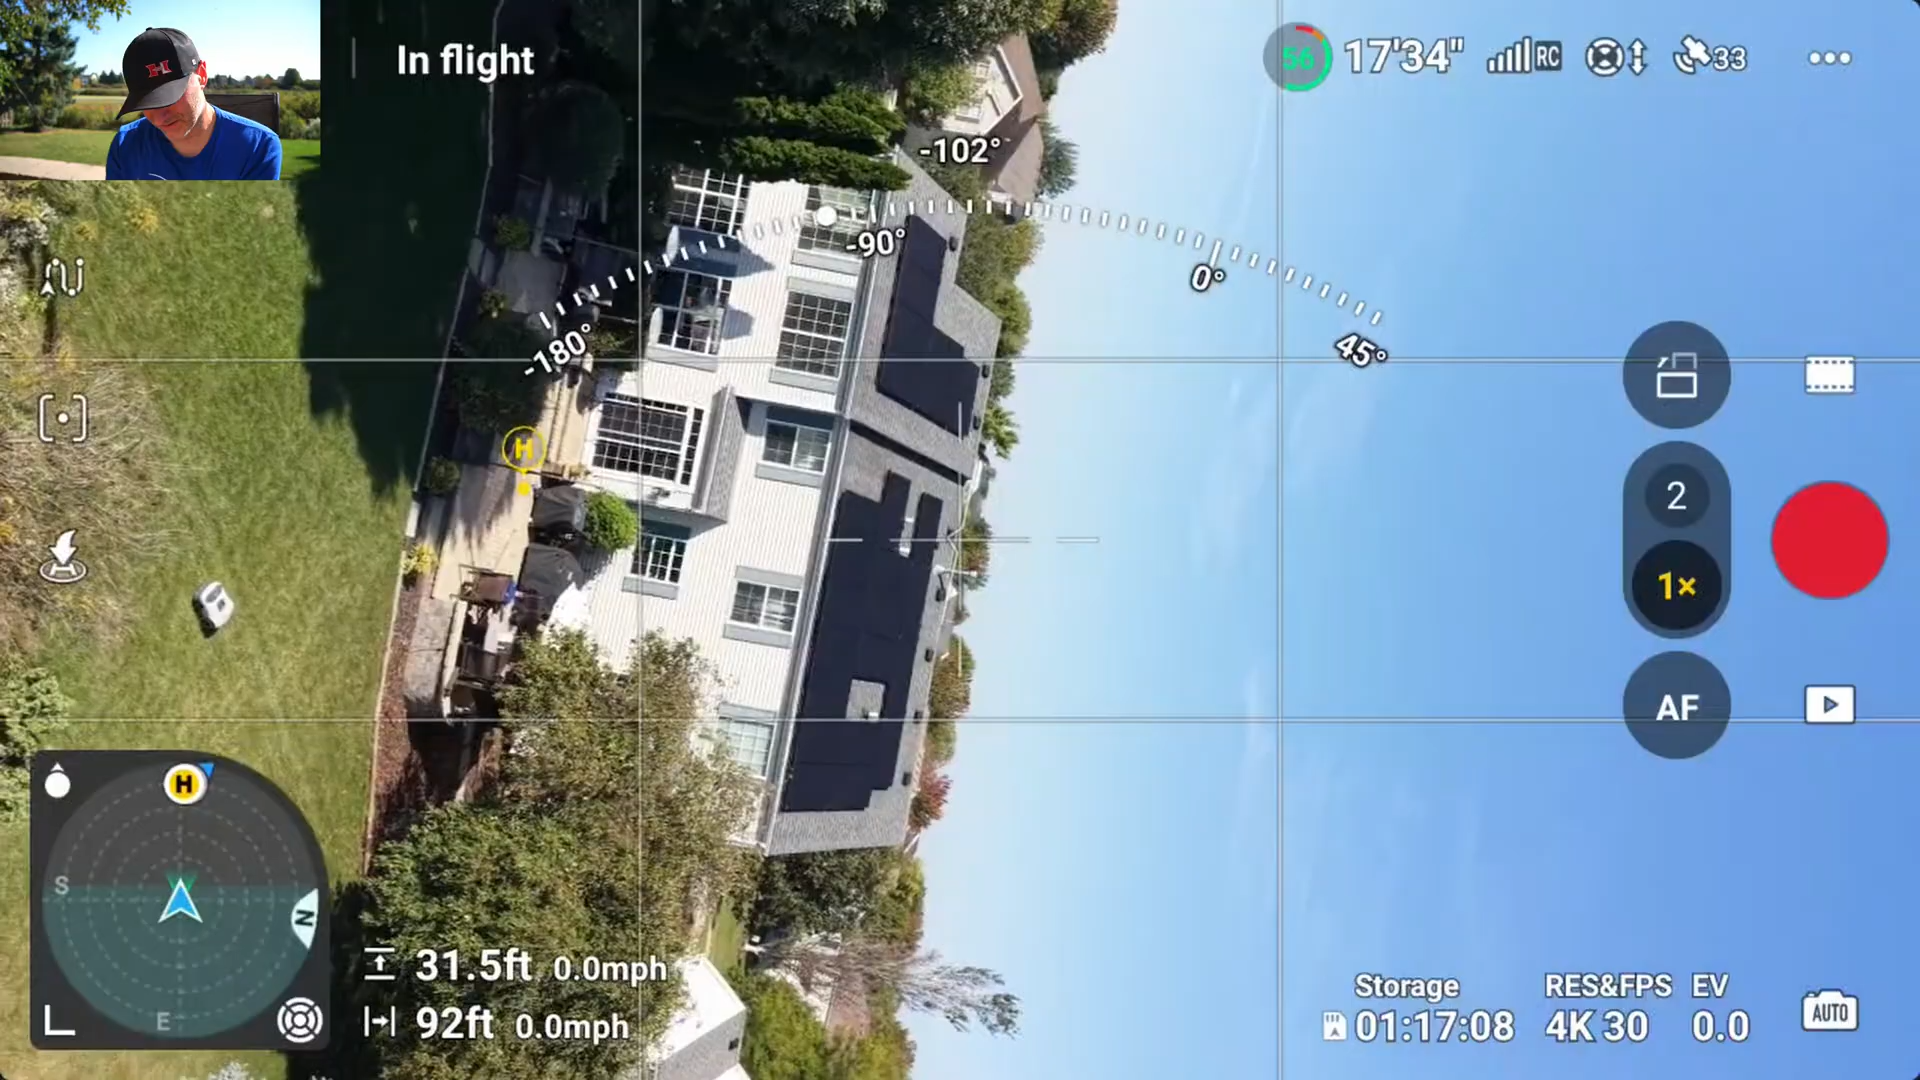 In flight
56
17'34"
RC
33
-102°
-90°
0°
-180°
45°
H
2
1×
AF
H
S
N
E
31.5ft 0.0mph
92ft 0.0mph
Storage
RES&FPS
EV
01:17:08
4K 30
0.0
AUTO